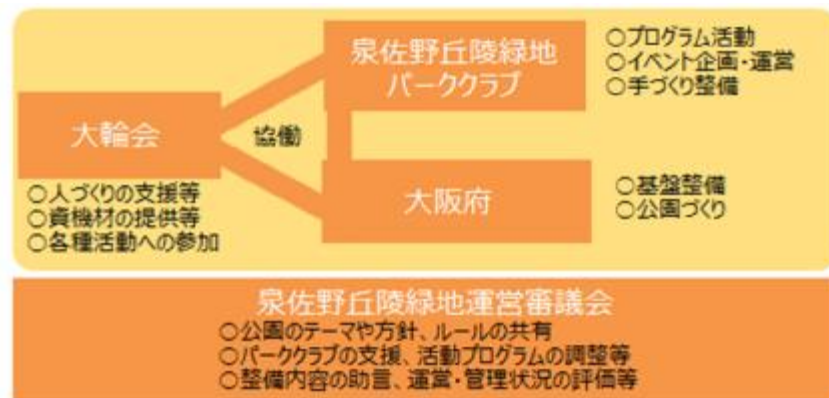 泉佐野丘陵緑地
パーククラブ
○プログラム活動
○イベント企画・運営
○手づくり整備
大輪会
協働
○人づくりの支援等
○資機材の提供等
○各種活動への参加
大阪府
○基盤整備
○公園づくり
泉佐野丘陵緑地運営審議会
○公園のテーマや方針、ルールの共有
○パーククラブの支援、活動プログラムの調整等
○整備内容の助言、運営・管理状況の評価等